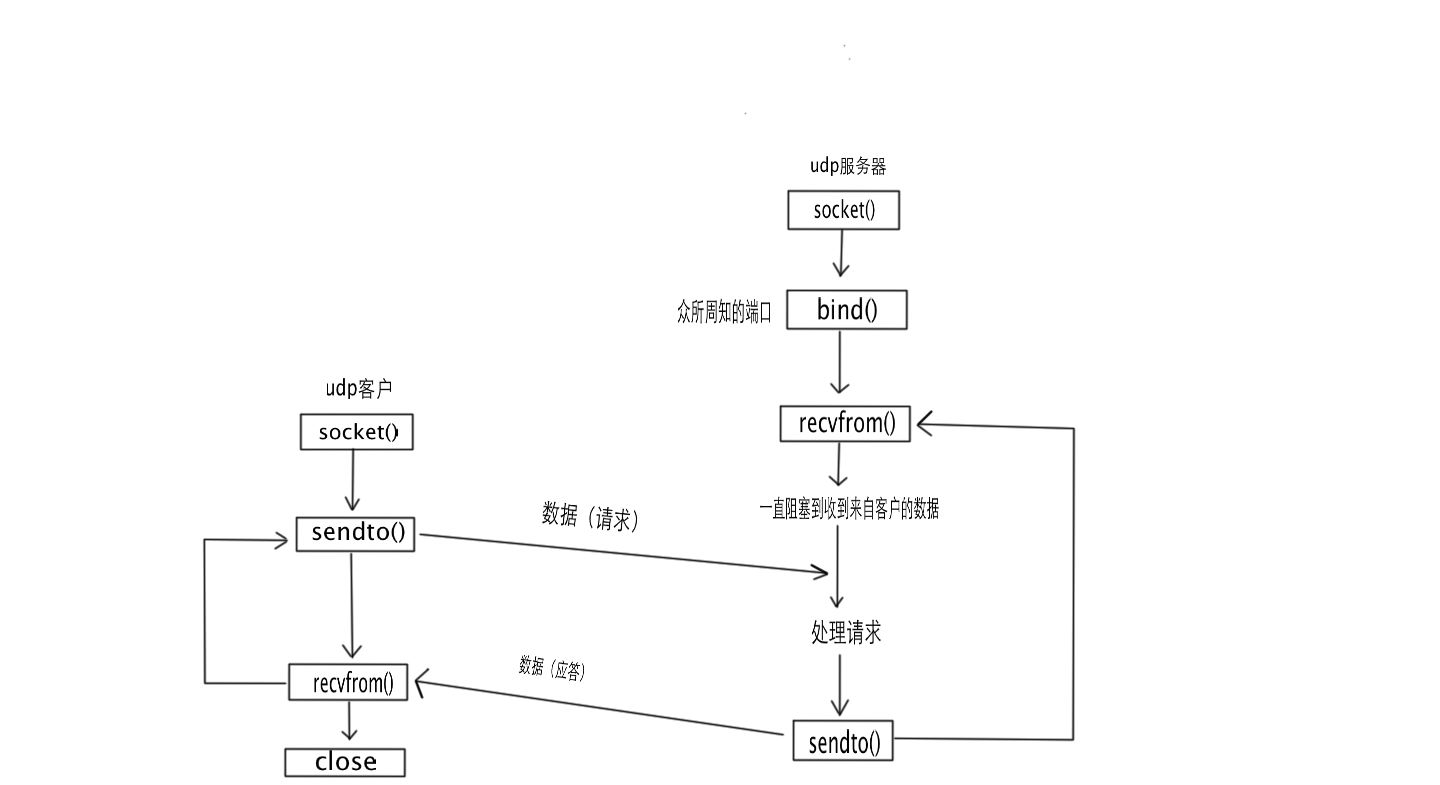 udp服务器
socket()
众所周知的端口
bind()
udp客户
recvfrom()
socket()
数据（请求）
一直阻塞到收到来自客户的数据
sendto()
处理请求
数据（应答）
recvfrom()
sendto()
close